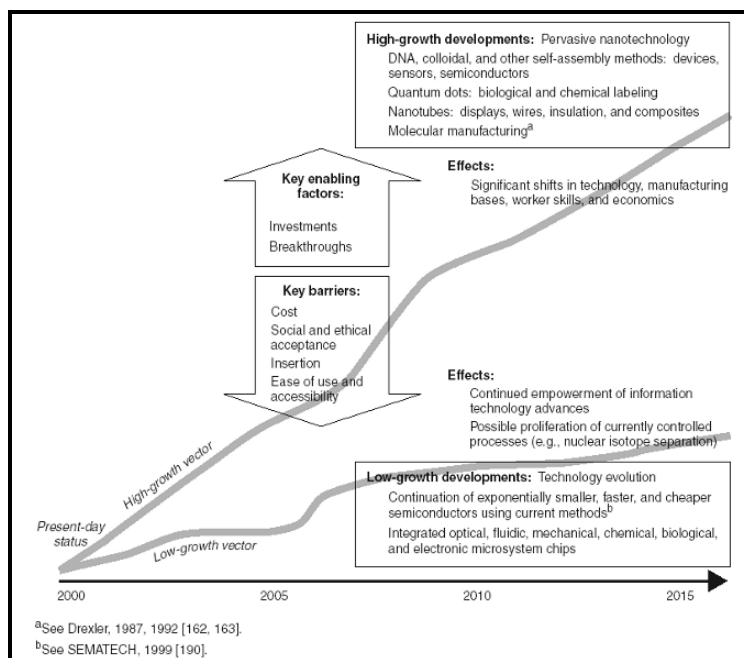 High-growth developments: Pervasive nanotechnology
DNA, colloidal, and other self-assembly methods: devices,
sensors, semiconductors
Quantum dots: biological and chemical labeling
Nanotubes: displays, wires, insulation, and composites
Molecular manufacturingᵃ
Effects:
Significant shifts in technology, manufacturing
bases, worker skills, and economics
Key enabling
factors:
Investments
Breakthroughs
Key barriers:
Cost
Social and ethical
acceptance
Insertion
Ease of use and
accessibility
Effects:
Continued empowerment of information
technology advances
Possible proliferation of currently controlled
processes (e.g., nuclear isotope separation)
High-growth vector
Low-growth developments: Technology evolution
Continuation of exponentially smaller, faster, and cheaper
semiconductors using current methodsᵇ
Integrated optical, fluidic, mechanical, chemical, biological,
and electronic microsystem chips
Present-day
status
Low-growth vector
2000 2005 2010 2015
ᵃSee Drexler, 1987, 1992 [162, 163].
ᵇSee SEMATECH, 1999 [190].